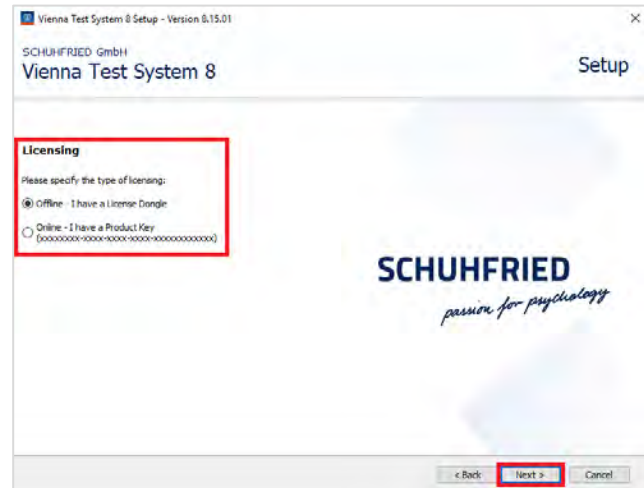 Vienna Test System 8 Setup - Version 8.15.01
SCHUHFRIED GmbH
Vienna Test System 8
Setup
Licensing
Please specify the type of licensing:
Offline - I have a License Dongle
Online - I have a Product Key
(xxxxxxxx-xxxx-xxxx-xxxx-xxxxxxxxxxxx)
SCHUHFRIED
passion for psychology
< Back
Next >
Cancel